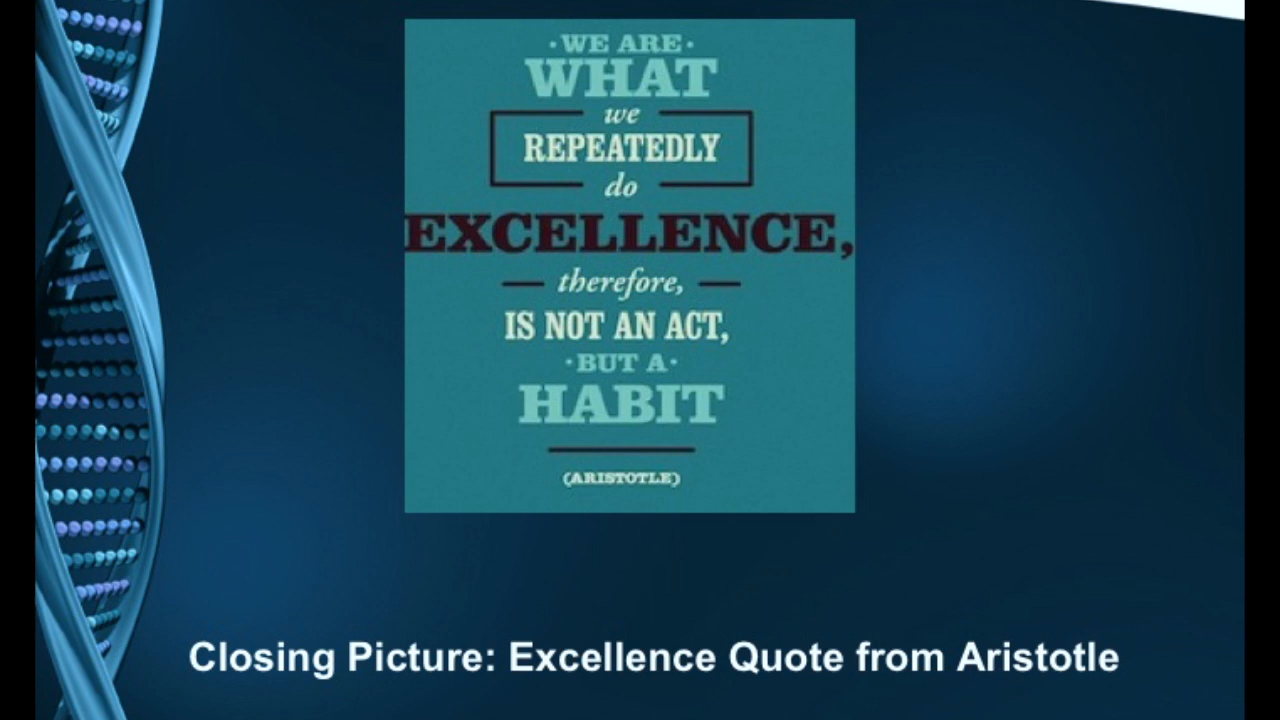 ·WE ARE·
WHAT
we
REPEATEDLY
do
EXCELLENCE,
therefore,
IS NOT AN ACT,
·BUT A·
HABIT
(ARISTOTLE)
Closing Picture: Excellence Quote from Aristotle